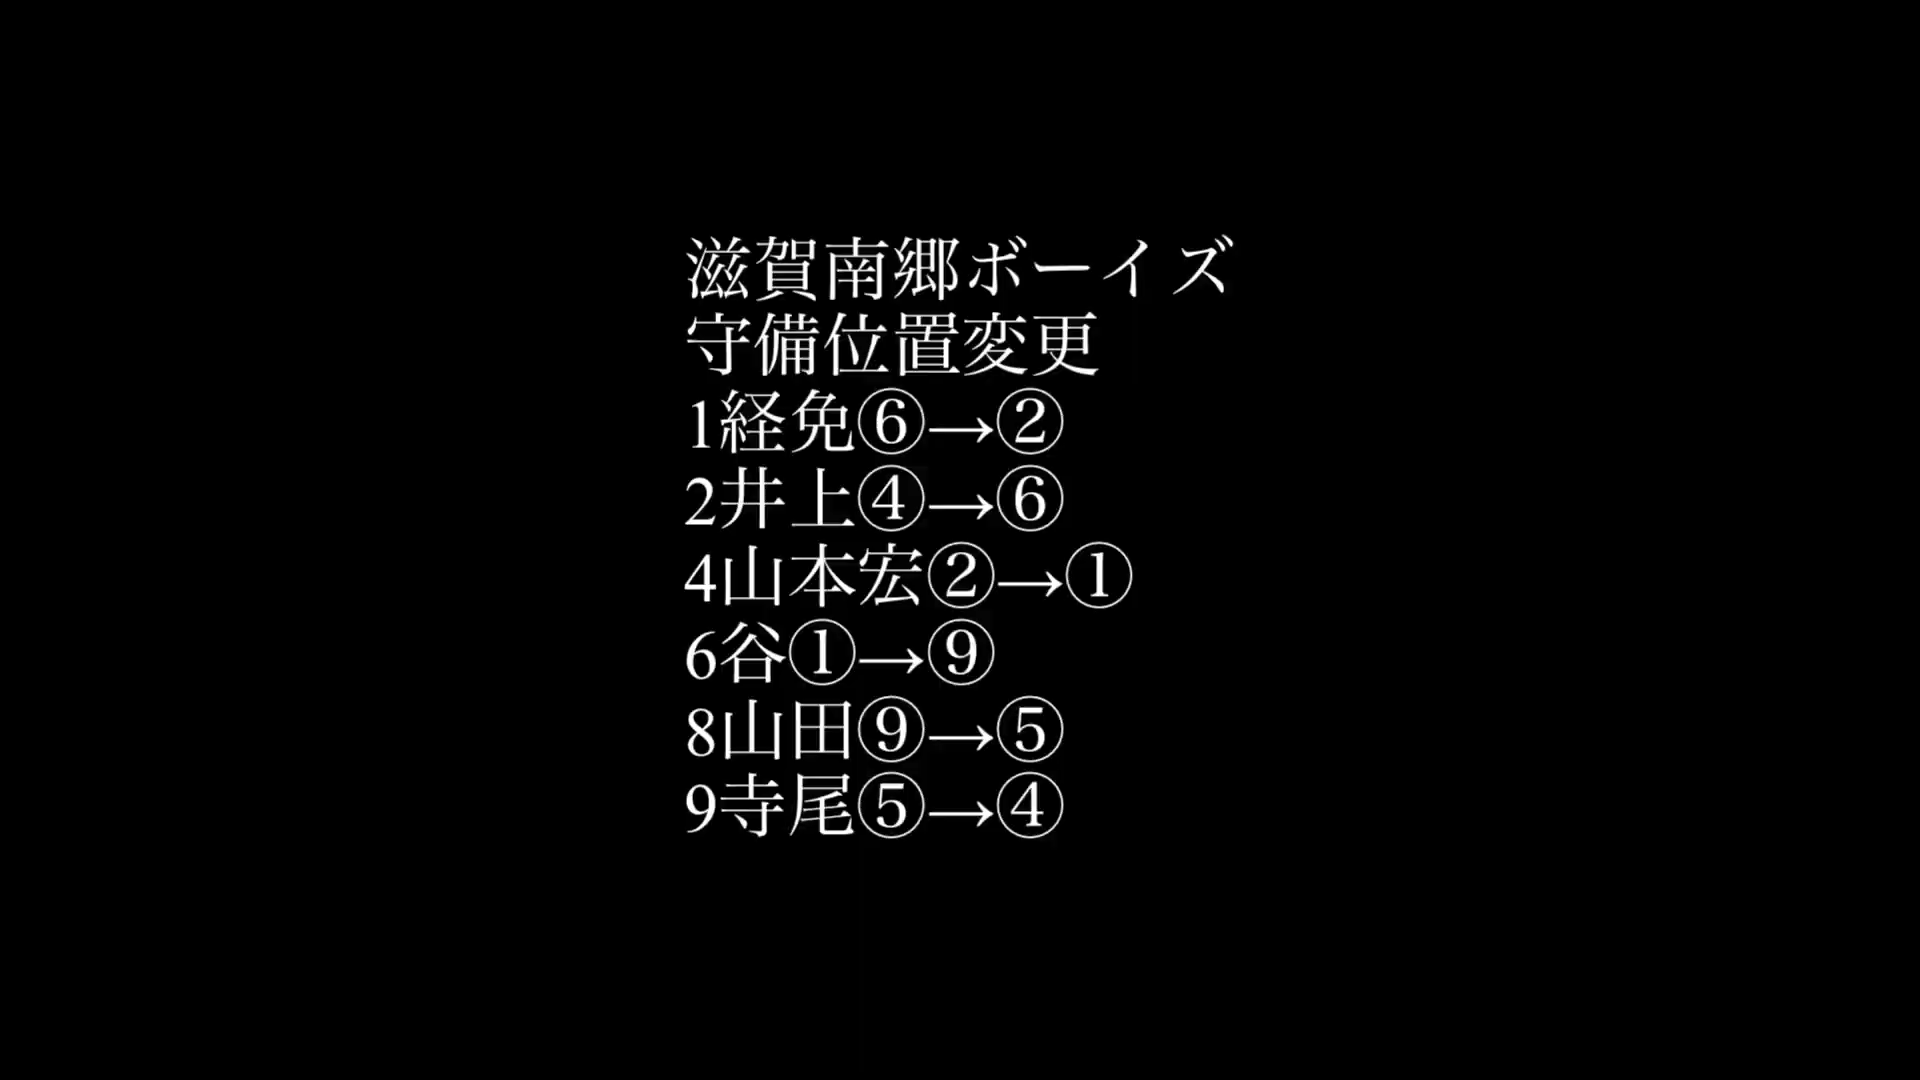 滋賀南郷ボーイズ
守備位置変更
1経免⑥→②
2井上④→⑥
4山本宏②→①
6谷①→⑨
8山田⑨→⑤
9寺尾⑤→④